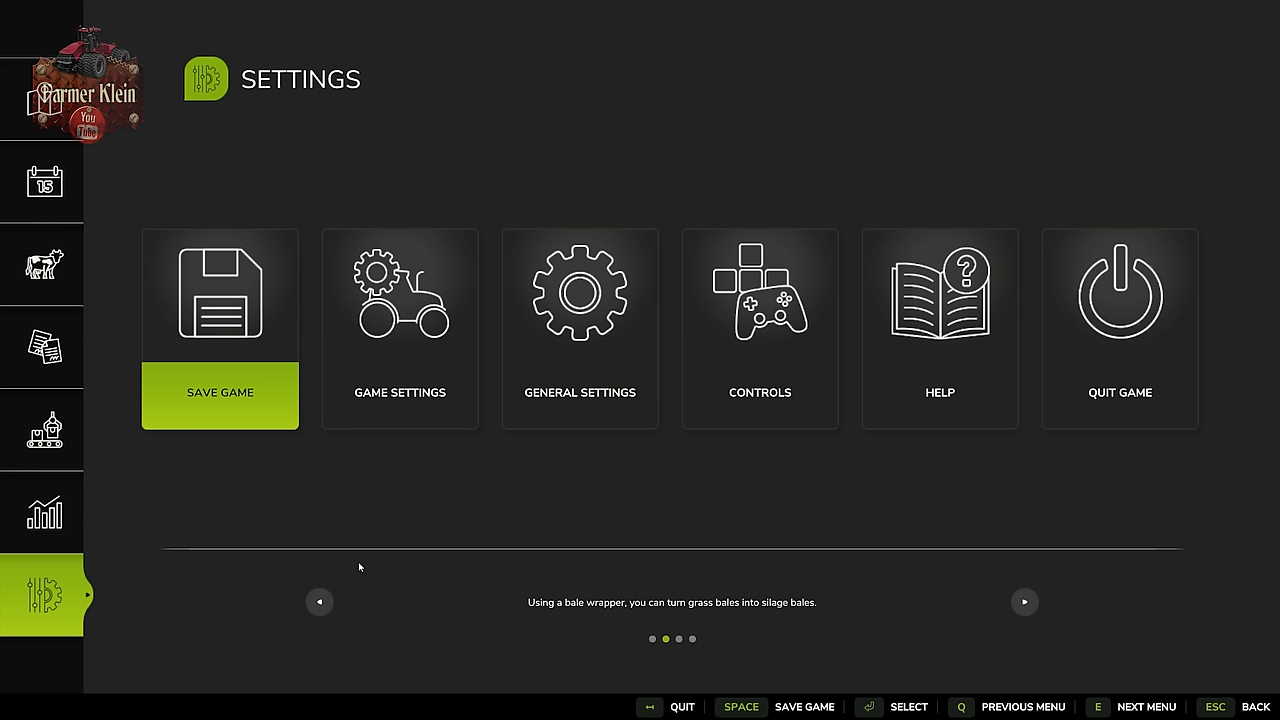 Farmer Klein
You
Tube
SETTINGS
15
SAVE GAME
GAME SETTINGS
GENERAL SETTINGS
?
CONTROLS
HELP
QUIT GAME
Using a bale wrapper, you can turn grass bales into silage bales.
QUIT
SPACE SAVE GAME
SELECT
Q PREVIOUS MENU
E NEXT MENU
ESC BACK